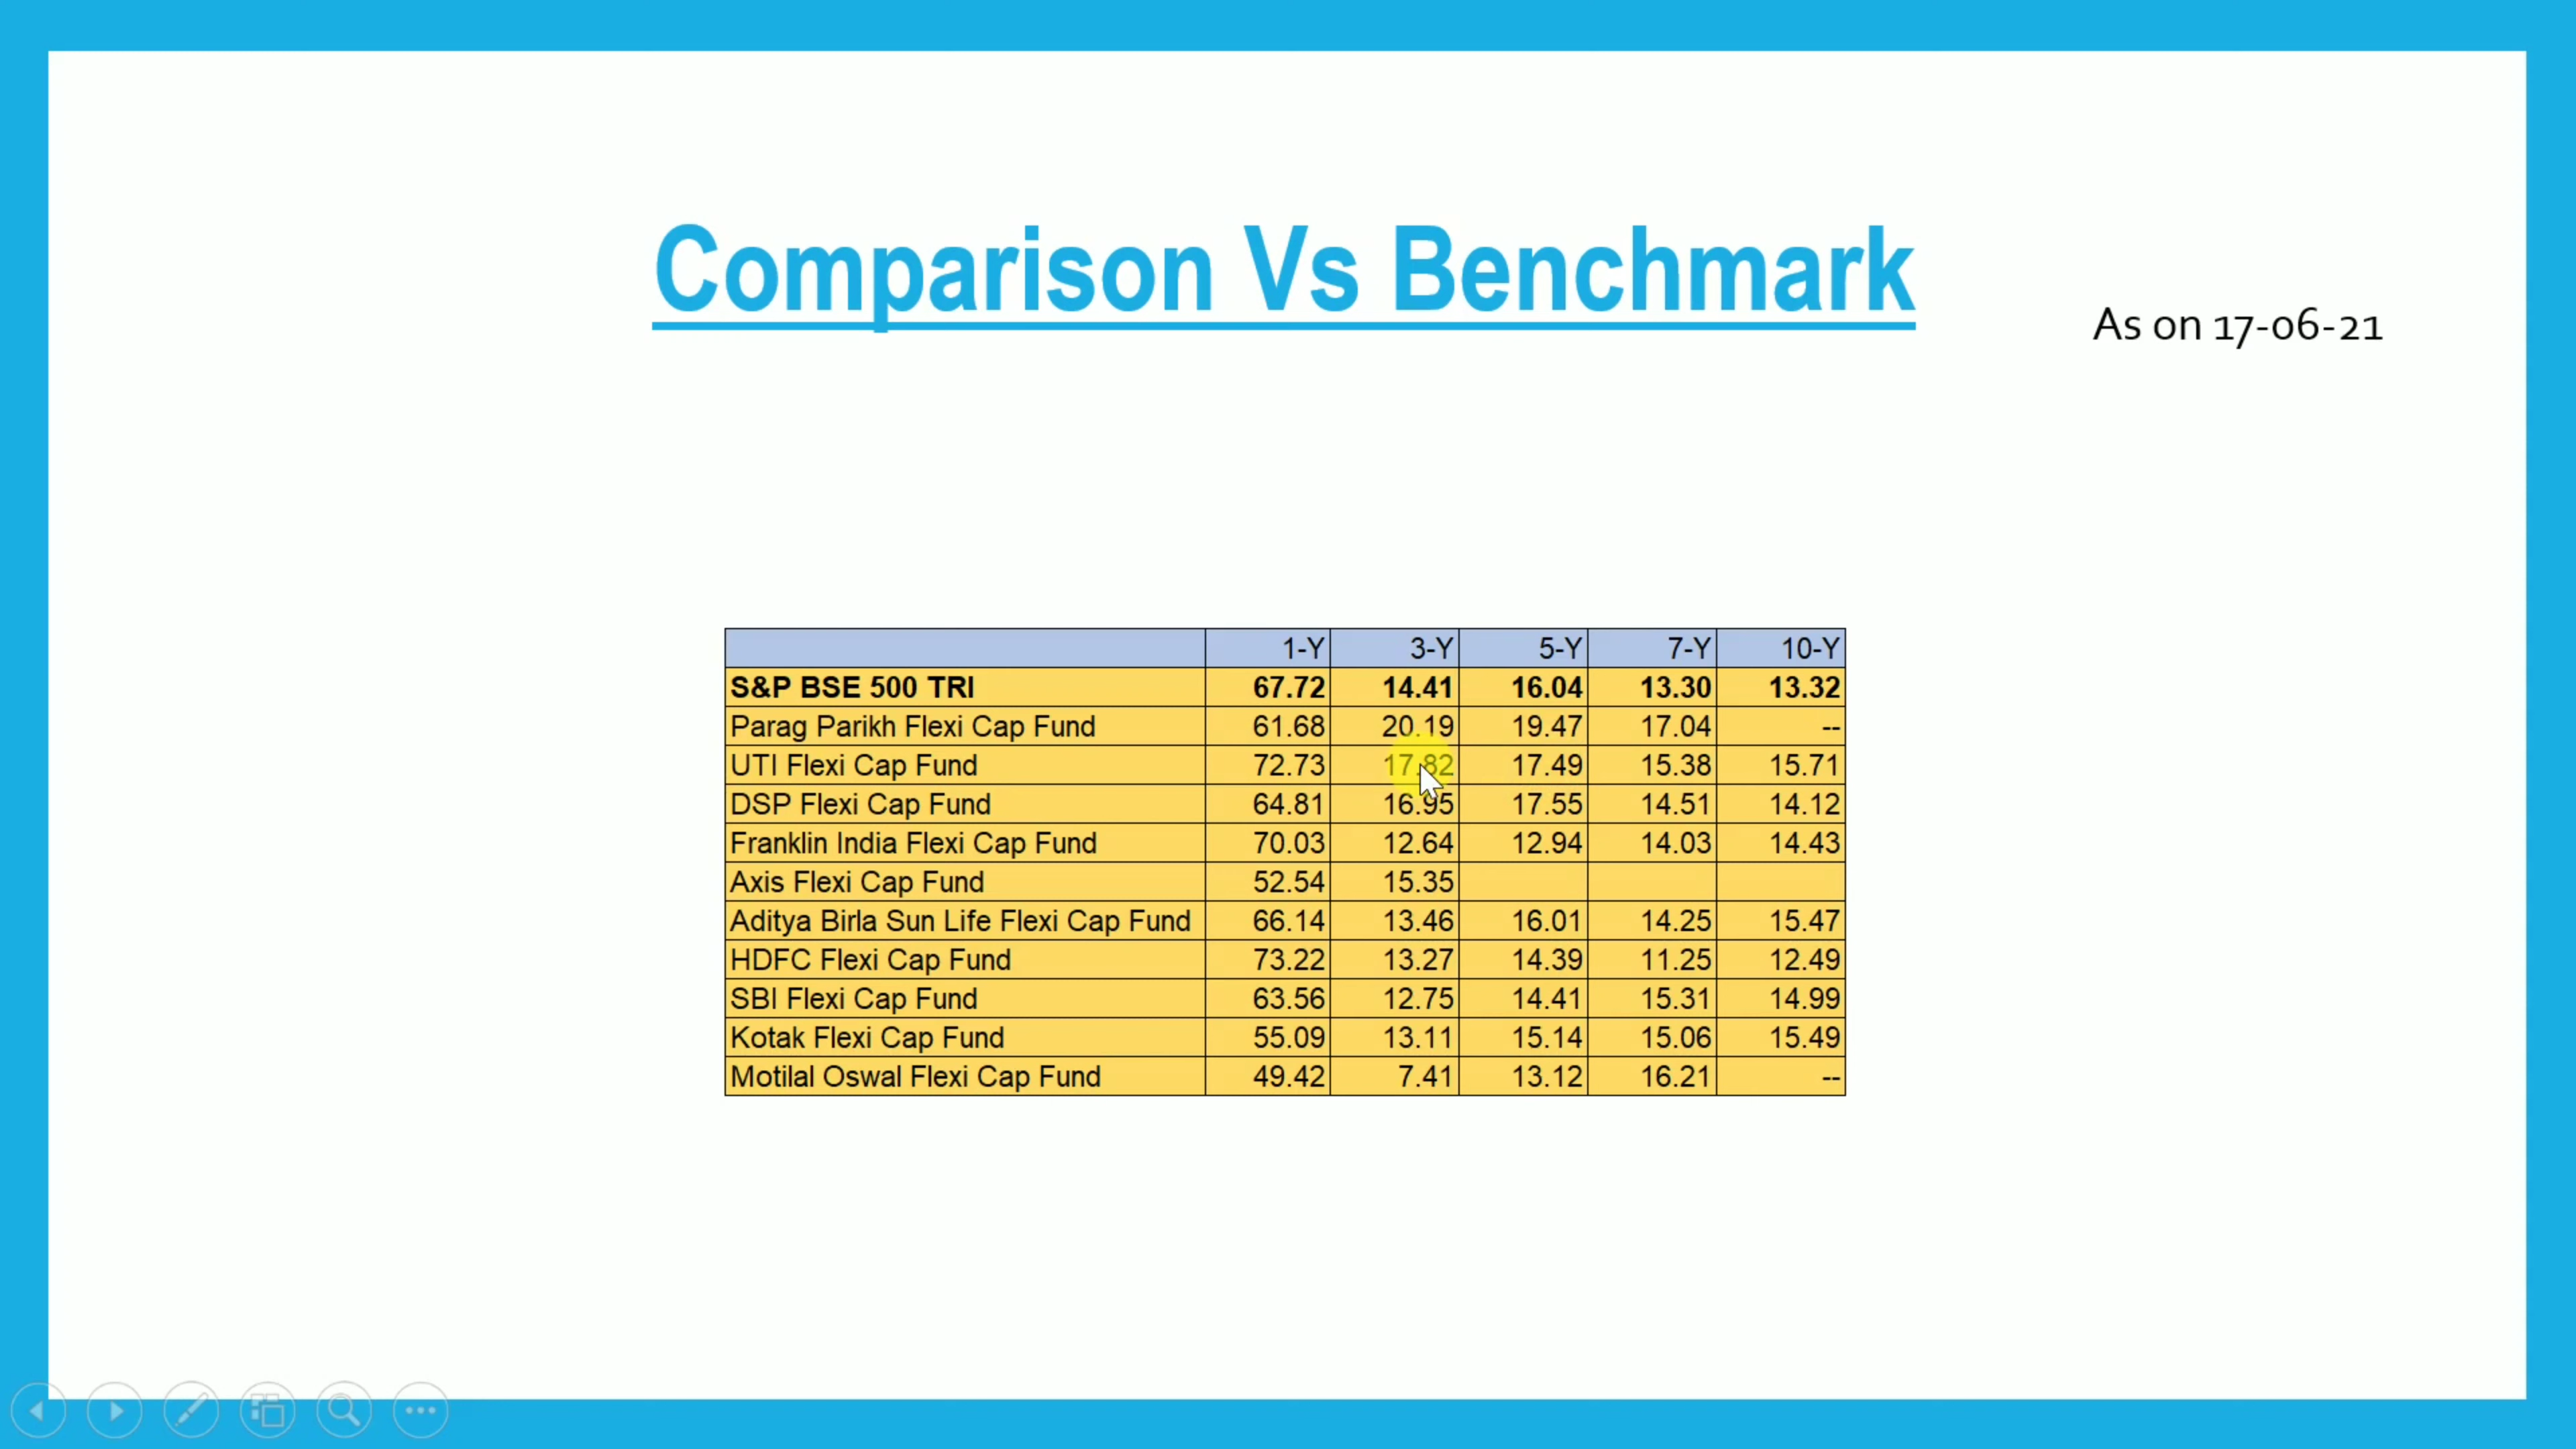 Comparison Vs Benchmark
As on 17-06-21
1-Y 3-Y 5-Y 7-Y 10-Y
S&P BSE 500 TRI 67.72 14.41 16.04 13.30 13.32
Parag Parikh Flexi Cap Fund 61.68 20.19 19.47 17.04 --
UTI Flexi Cap Fund 72.73 17.82 17.49 15.38 15.71
DSP Flexi Cap Fund 64.81 16.95 17.55 14.51 14.12
Franklin India Flexi Cap Fund 70.03 12.64 12.94 14.03 14.43
Axis Flexi Cap Fund 52.54 15.35
Aditya Birla Sun Life Flexi Cap Fund 66.14 13.46 16.01 14.25 15.47
HDFC Flexi Cap Fund 73.22 13.27 14.39 11.25 12.49
SBI Flexi Cap Fund 63.56 12.75 14.41 15.31 14.99
Kotak Flexi Cap Fund 55.09 13.11 15.14 15.06 15.49
Motilal Oswal Flexi Cap Fund 49.42 7.41 13.12 16.21 --